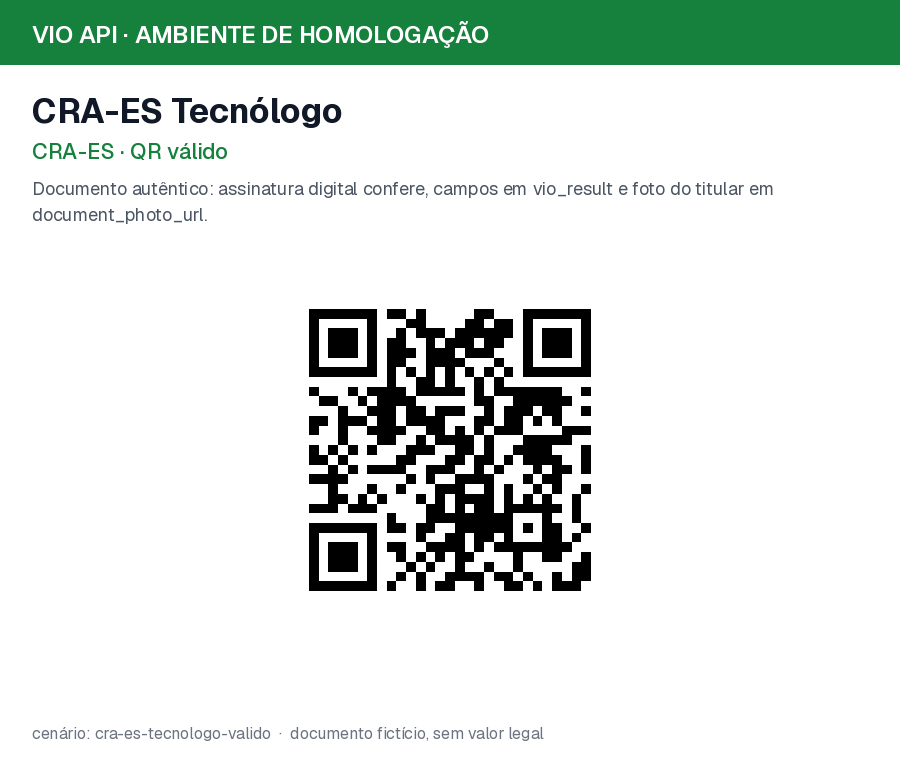 VIO API · AMBIENTE DE HOMOLOGAÇÃO
CRA-ES Tecnólogo
CRA-ES · QR válido
Documento autêntico: assinatura digital confere, campos em vio_result e foto do titular em
document_photo_url.
cenário: cra-es-tecnologo-valido · documento fictício, sem valor legal